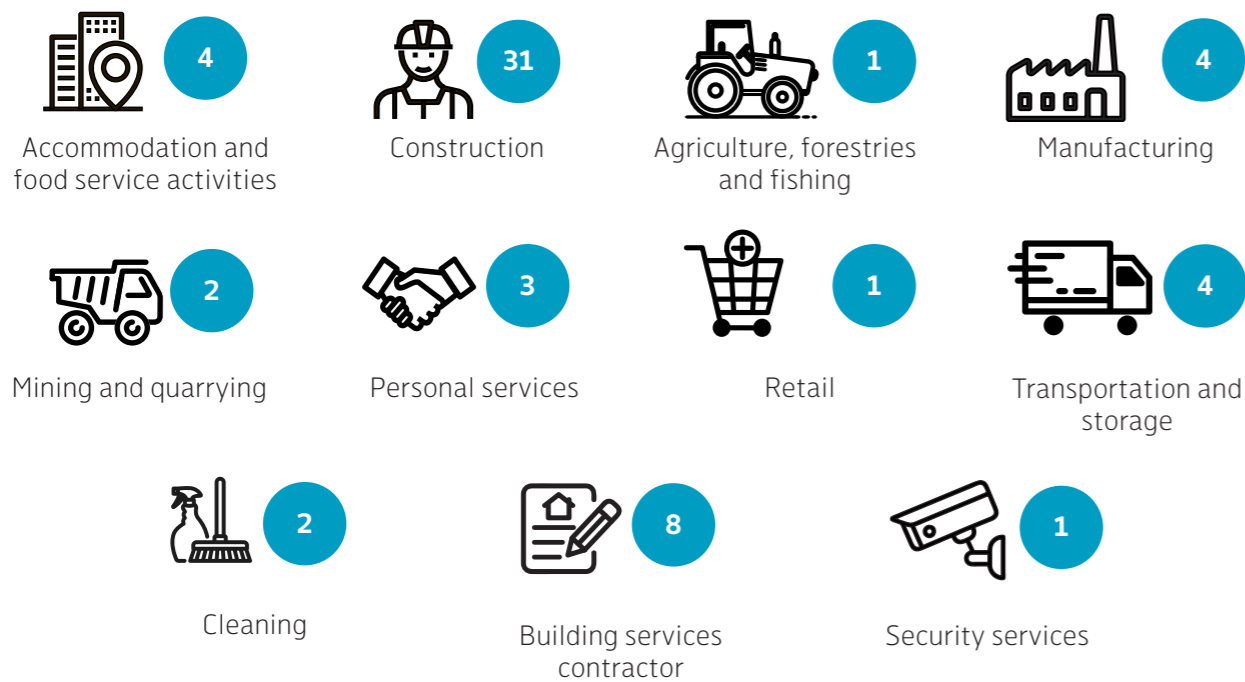 4
31
1
4
Accommodation and
food service activities
Construction
Agriculture, forestries
and fishing
Manufacturing
2
3
1
4
Mining and quarrying
Personal services
Retail
Transportation and
storage
2
8
1
Cleaning
Building services
contractor
Security services